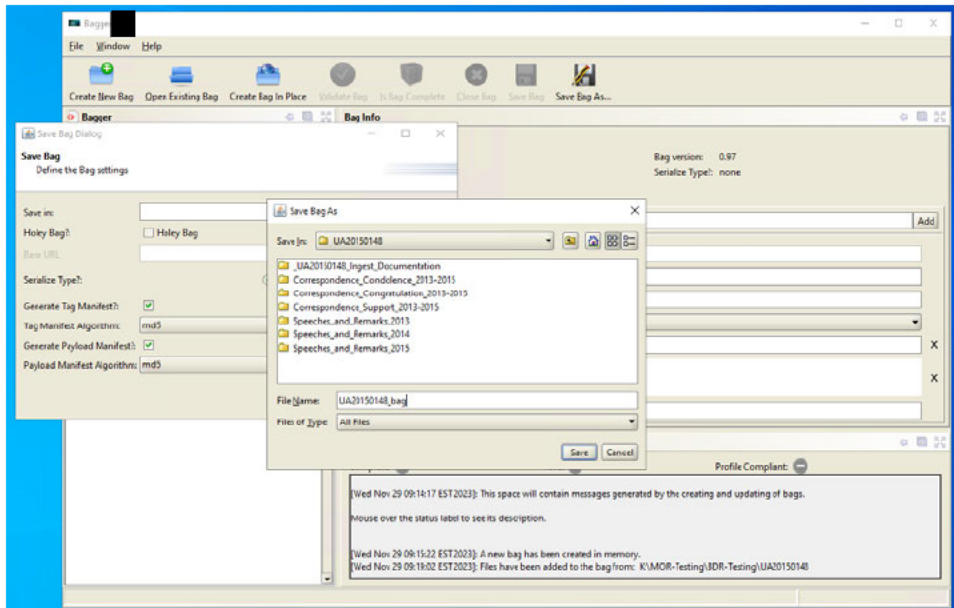 Bagger
File Window Help
Create New Bag Open Existing Bag Create Bag In Place Validate Bag Is Bag Complete Close Bag Save Bag Save Bag As...
Bagger
Bag Info
Save Bag Dialog
Save Bag
Define the Bag settings
Bag version: 0.97
Serialize Type?: none
Save in:
Holey Bag?: Holey Bag
Base URL
Serialize Type?:
Generate Tag Manifest?:
Tag Manifest Algorithm: md5
Generate Payload Manifest?:
Payload Manifest Algorithm: md5
Add
X
X
Save Bag As
Save In: UA20150148
_UA20150148_Ingest_Documentation
Correspondence_Condolence_2013-2015
Correspondence_Congratulation_2013-2015
Correspondence_Support_2013-2015
Speeches_and_Remarks_2013
Speeches_and_Remarks_2014
Speeches_and_Remarks_2015
File Name: UA20150148_bag
Files of Type: All Files
Save Cancel
Profile Compliant:
[Wed Nov 29 09:14:17 EST 2023]: This space will contain messages generated by the creating and updating of bags.
Mouse over the status label to see its description.
[Wed Nov 29 09:15:22 EST 2023]: A new bag has been created in memory.
[Wed Nov 29 09:19:02 EST 2023]: Files have been added to the bag from: K:\MOR-Testing\BDR-Testing\UA20150148